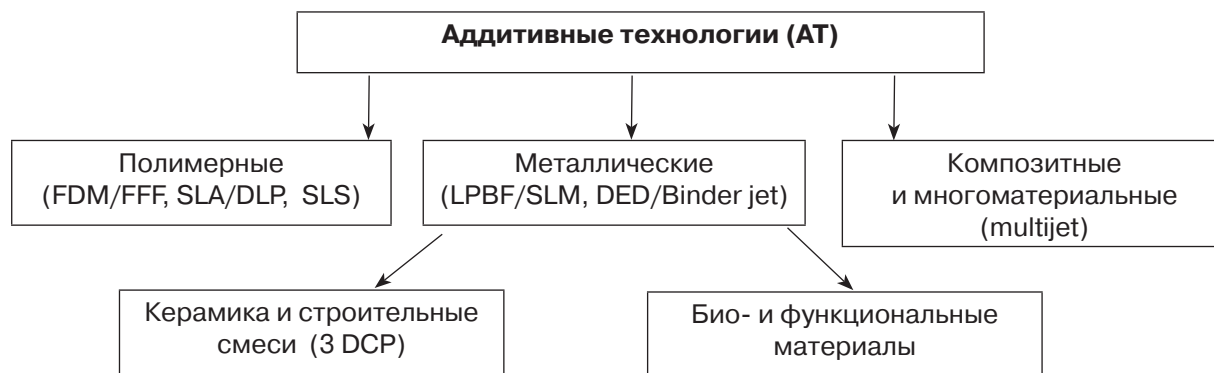 Аддитивные технологии (АТ)
Полимерные
(FDM/FFF, SLA/DLP, SLS)
Металлические
(LPBF/SLM, DED/Binder jet)
Композитные
и многоматериальные
(multijet)
Керамика и строительные
смеси (3 DCP)
Био- и функциональные
материалы